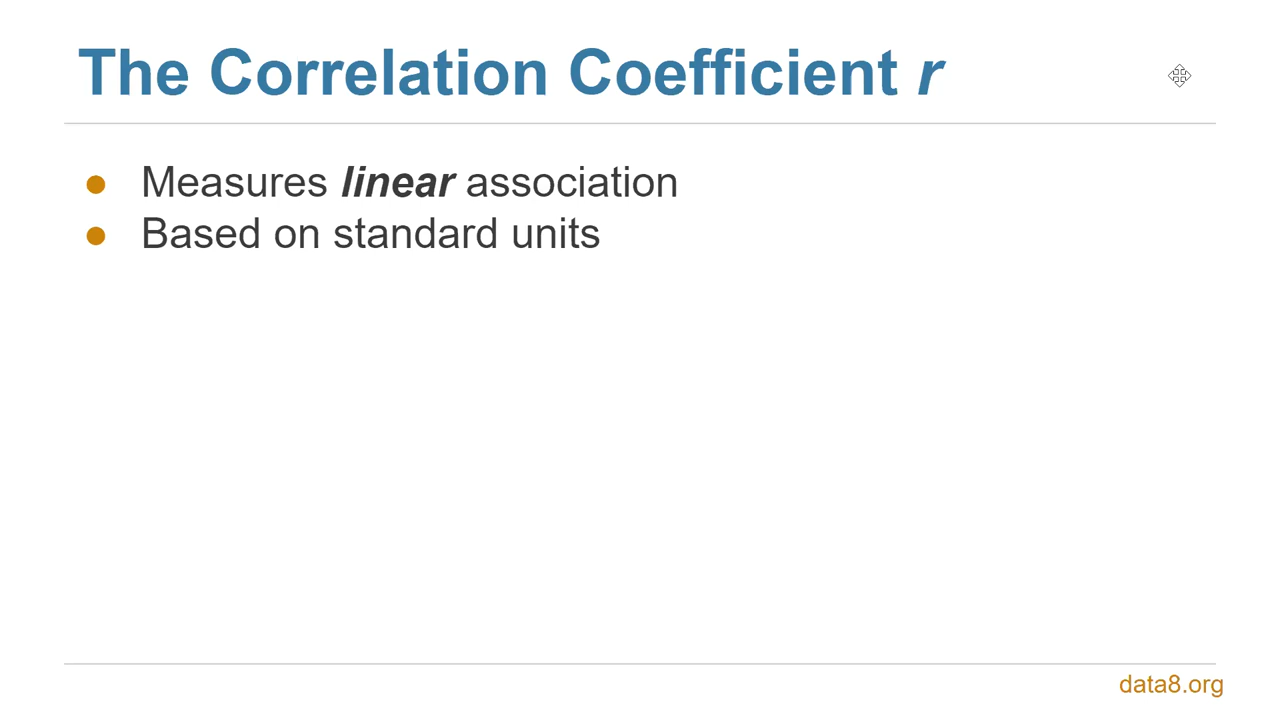 The Correlation Coefficient r
● Measures linear association
● Based on standard units
data8.org